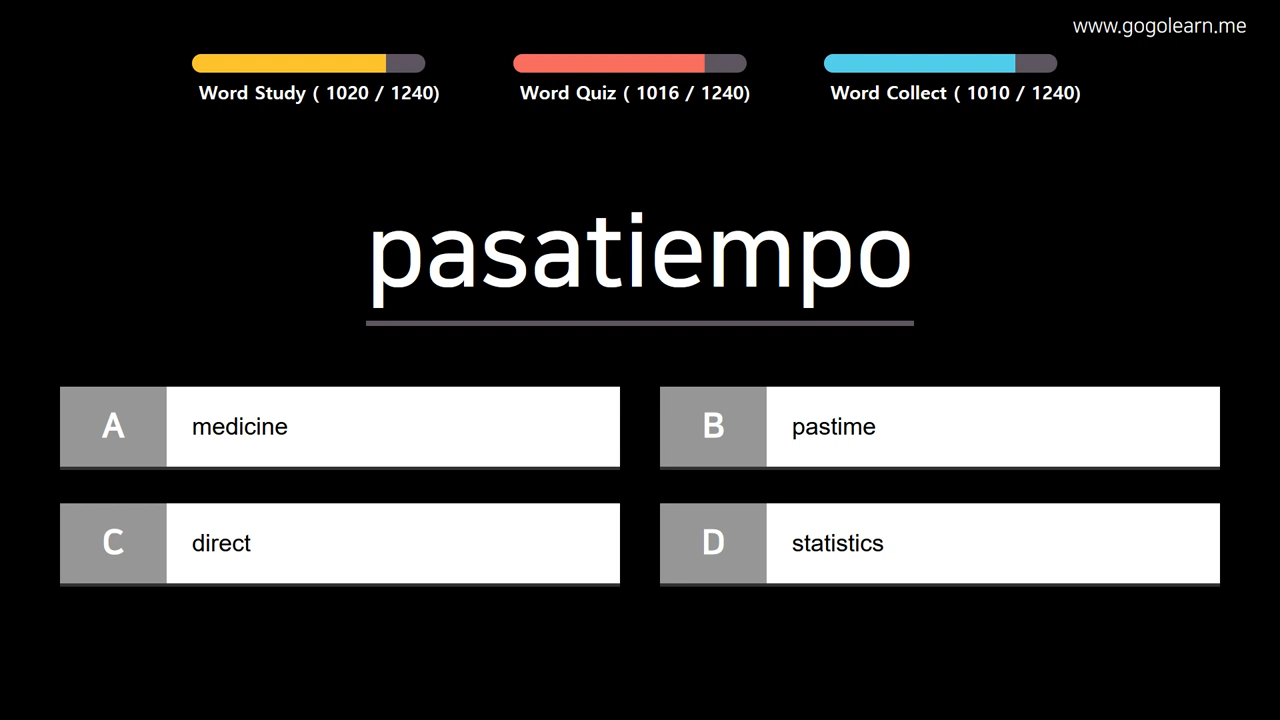 www.gogolearn.me
Word Study ( 1020 / 1240)
Word Quiz ( 1016 / 1240)
Word Collect ( 1010 / 1240)
pasatiempo
A medicine
B pastime
C direct
D statistics